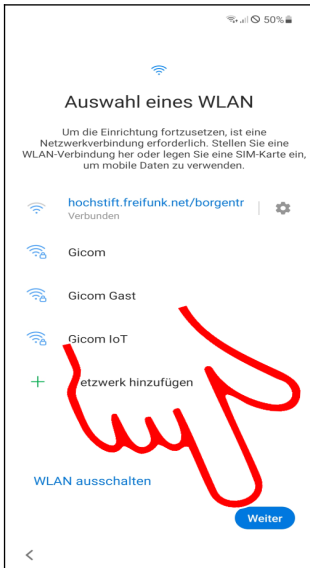 50%
Auswahl eines WLAN
Um die Einrichtung fortzusetzen, ist eine
Netzwerkverbindung erforderlich. Stellen Sie eine
WLAN-Verbindung her oder legen Sie eine SIM-Karte ein,
um mobile Daten zu verwenden.
hochstift.freifunk.net/borgentr
Verbunden
Gicom
Gicom Gast
Gicom IoT
etzwerk hinzufügen
WLAN ausschalten
Weiter